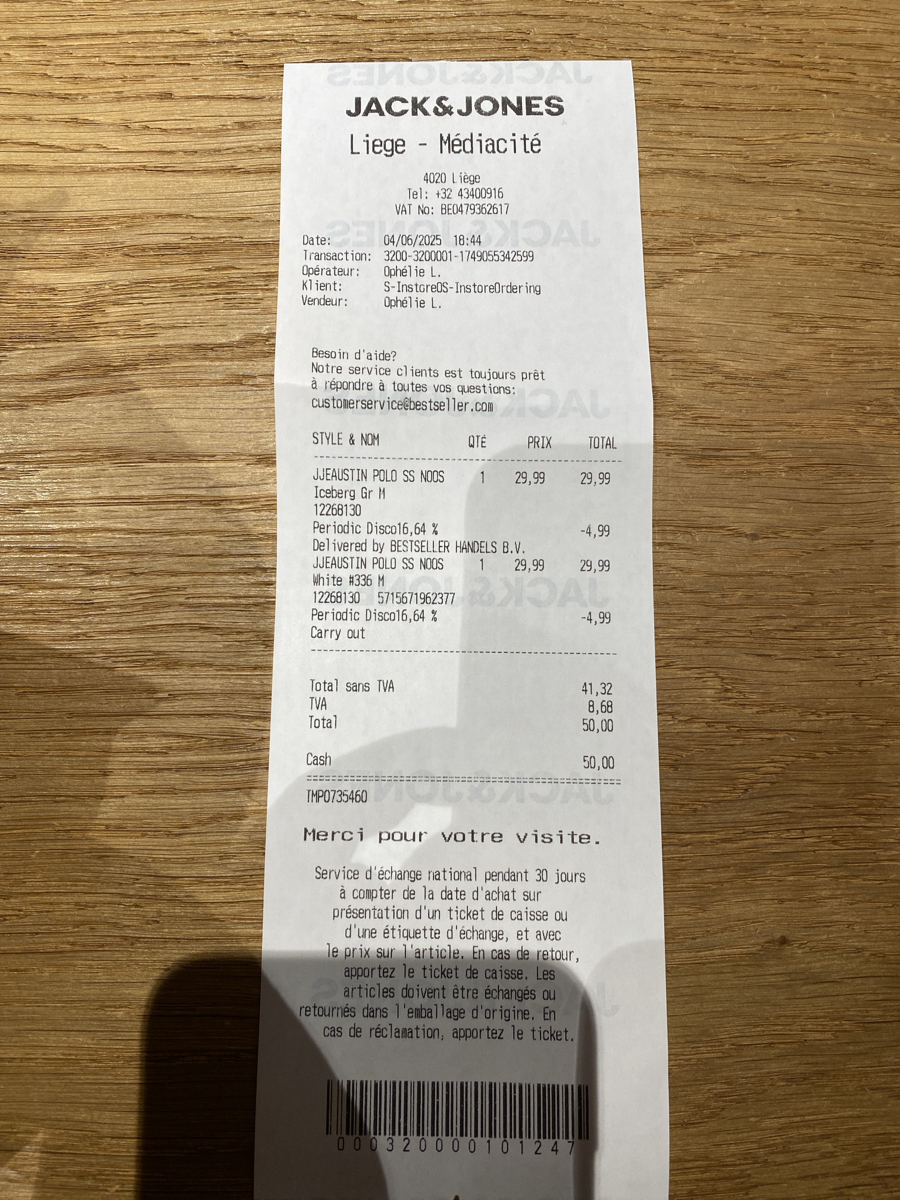 JACK&JONES
Liege - Médiacité
4020 Liège
Tel: +32 43400916
VAT No: BE0479362617
Date: 04/06/2025 18:44
Transaction: 3200-3200001-1749055342599
Opérateur: Ophélie L.
Klient: S-InstoreOS-InstoreOrdering
Vendeur: Ophélie L.
Besoin d'aide?
Notre service clients est toujours prêt
à répondre à toutes vos questions:
customerservice@bestseller.com
STYLE & NOM QTÉ PRIX TOTAL
JJEAUSTIN POLO SS NOOS 1 29,99 29,99
Iceberg Gr M
12268130
Periodic Disco16,64 % -4,99
Delivered by BESTSELLER HANDELS B.V.
JJEAUSTIN POLO SS NOOS 1 29,99 29,99
White #336 M
12268130 5715671962377
Periodic Disco16,64 % -4,99
Carry out
Total sans TVA 41,32
TVA 8,68
Total 50,00
Cash 50,00
TMP0735460
Merci pour votre visite.
Service d'échange national pendant 30 jours
à compter de la date d'achat sur
présentation d'un ticket de caisse ou
d'une étiquette d'échange, et avec
le prix sur l'article. En cas de retour,
apportez le ticket de caisse. Les
articles doivent être échangés ou
retournés dans l'emballage d'origine. En
cas de réclamation, apportez le ticket.
0003200000101247